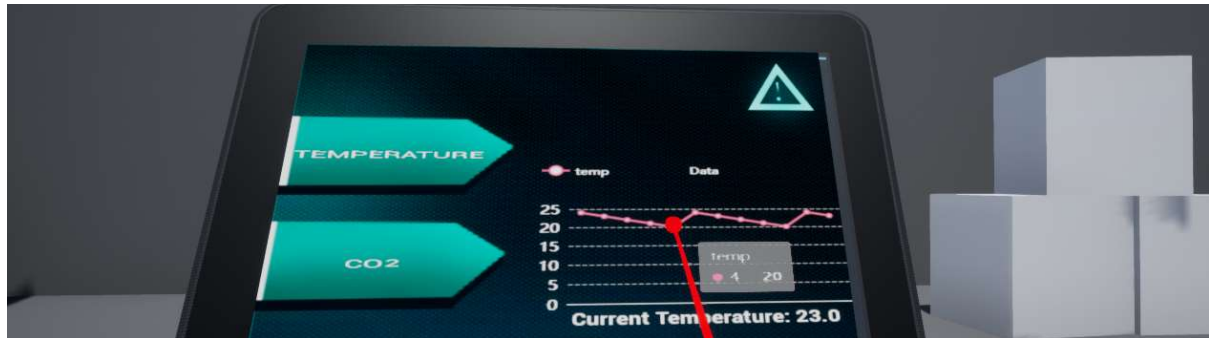 TEMPERATURE
CO2
temp Data
25
20
15
10
5
0
temp
4 20
Current Temperature: 23.0